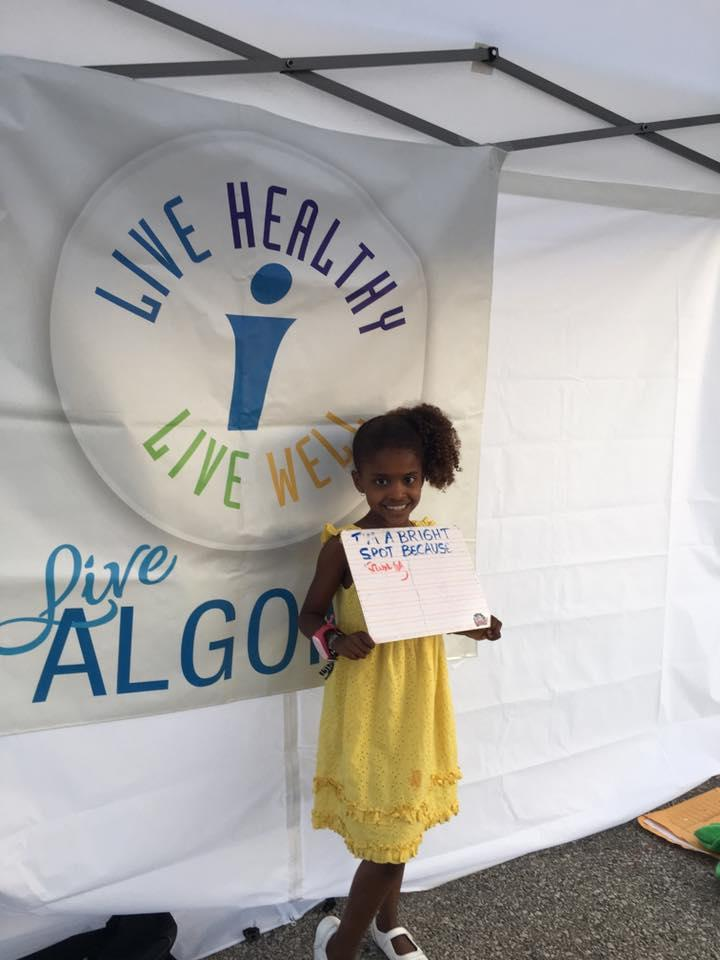 LIVE HEALTHY
i
LIVE WELL
Live
ALGO
I'M A BRIGHT
SPOT BECAUSE